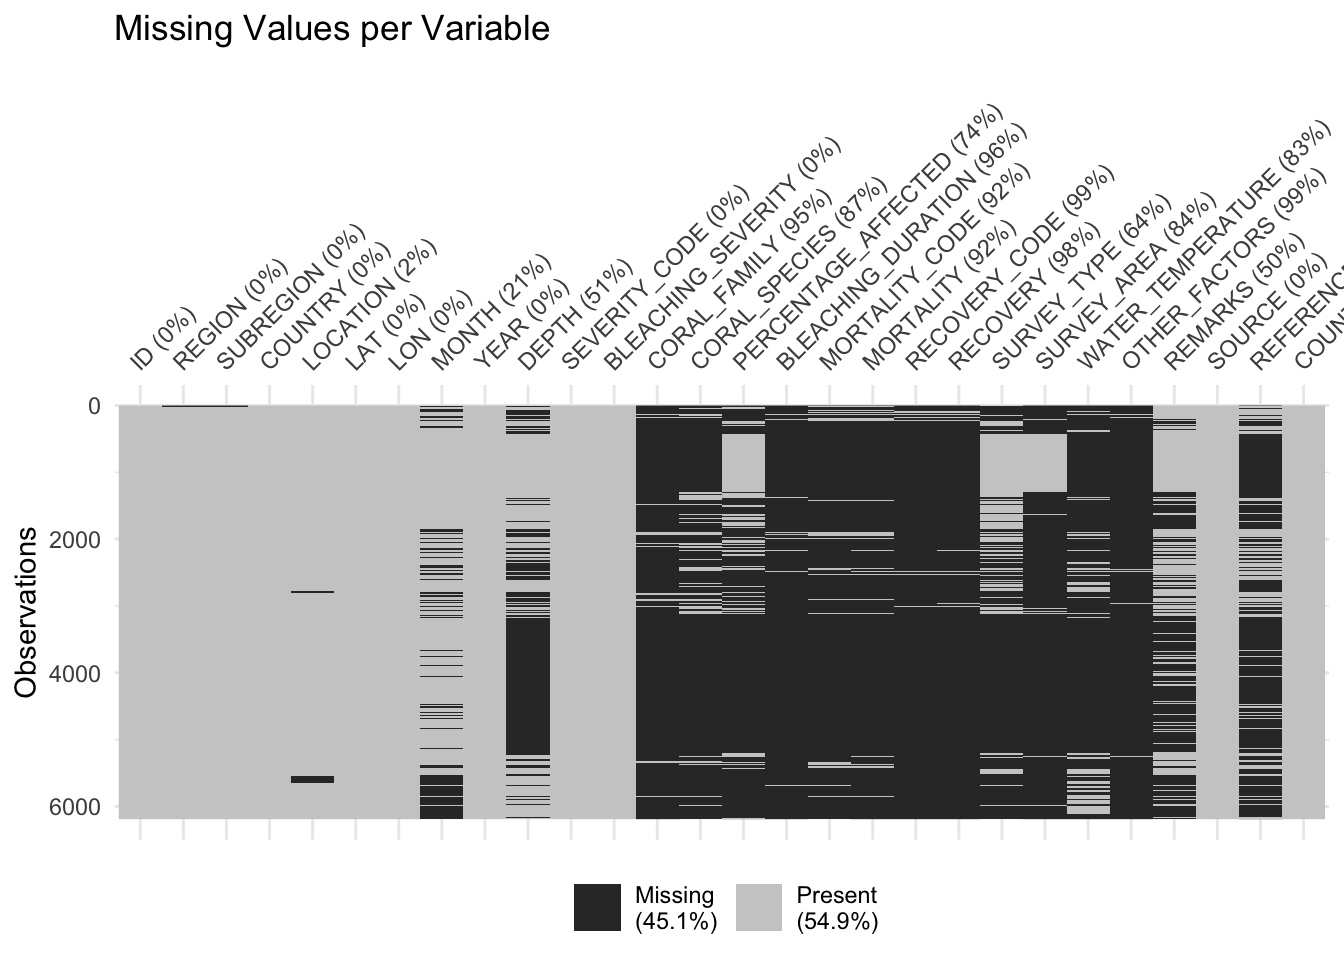 Missing Values per Variable
ID (0%)
REGION (0%)
SUBREGION (0%)
COUNTRY (0%)
LOCATION (2%)
LAT (0%)
LON (0%)
MONTH (21%)
YEAR (0%)
DEPTH (51%)
SEVERITY_CODE (0%)
BLEACHING_SEVERITY (0%)
CORAL_FAMILY (95%)
CORAL_SPECIES (87%)
PERCENTAGE_AFFECTED (74%)
BLEACHING_DURATION (96%)
MORTALITY_CODE (92%)
MORTALITY (92%)
RECOVERY_CODE (99%)
RECOVERY (98%)
SURVEY_TYPE (64%)
SURVEY_AREA (84%)
WATER_TEMPERATURE (83%)
OTHER_FACTORS (99%)
REMARKS (50%)
SOURCE (0%)
REFERENCE
COUN
Observations
0
2000
4000
6000
Missing
(45.1%)
Present
(54.9%)